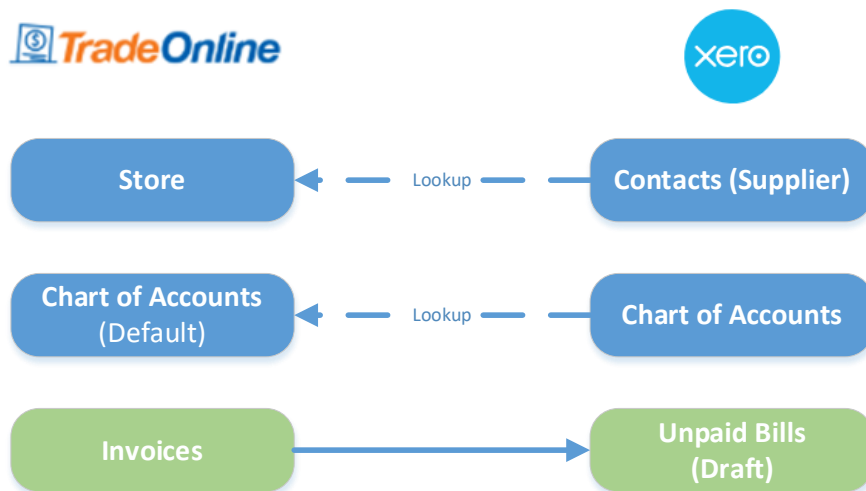 TradeOnline
xero
Store
Lookup
Contacts (Supplier)
Chart of Accounts
(Default)
Lookup
Chart of Accounts
Invoices
Unpaid Bills
(Draft)